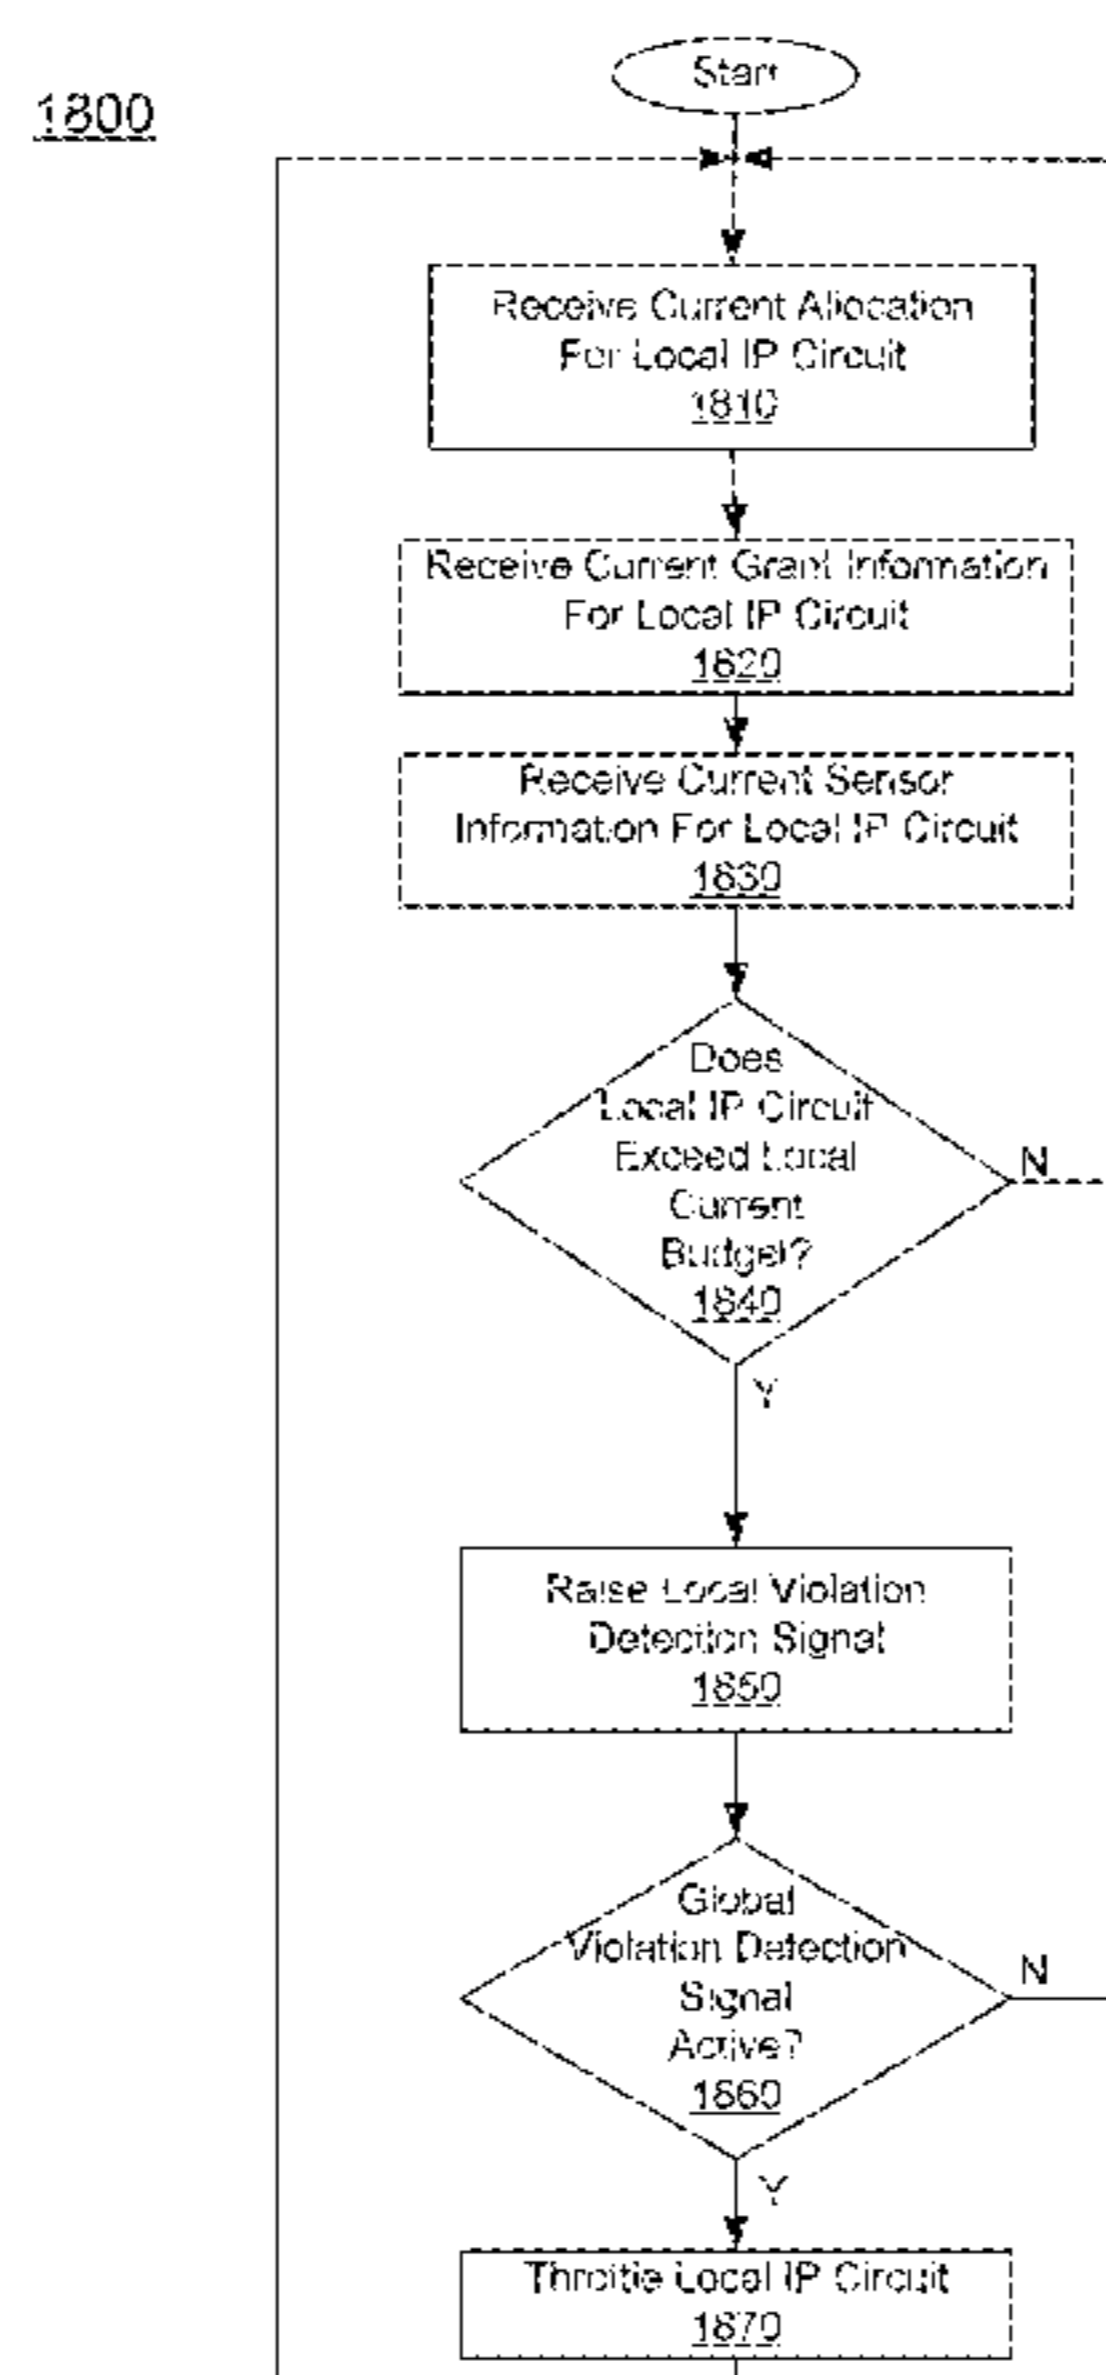 1800
Start
Receive Current Allocation
For Local IP Circuit
1810
Receive Current Grant Information
For Local IP Circuit
1820
Receive Current Sensor
Information For Local IP Circuit
1830
Does
Local IP Circuit
Exceed Local
Current
Budget?
1840
N
Y
Raise Local Violation
Detection Signal
1850
Global
Violation Detection
Signal
Active?
1860
N
Y
Throttle Local IP Circuit
1870